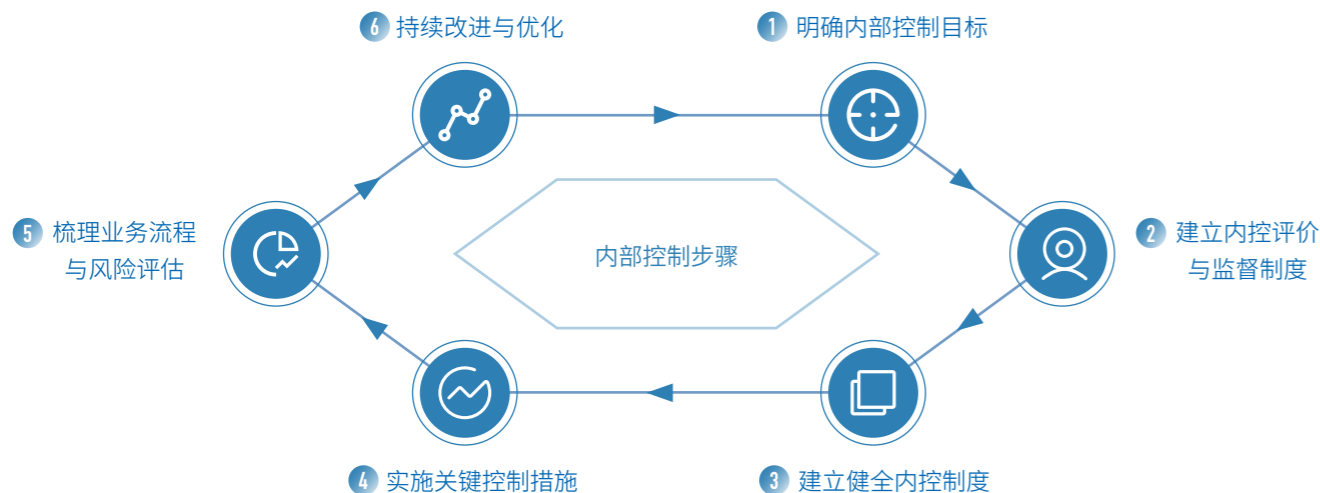 6 持续改进与优化
1 明确内部控制目标
5 梳理业务流程
与风险评估
内部控制步骤
2 建立内控评价
与监督制度
4 实施关键控制措施
3 建立健全内控制度